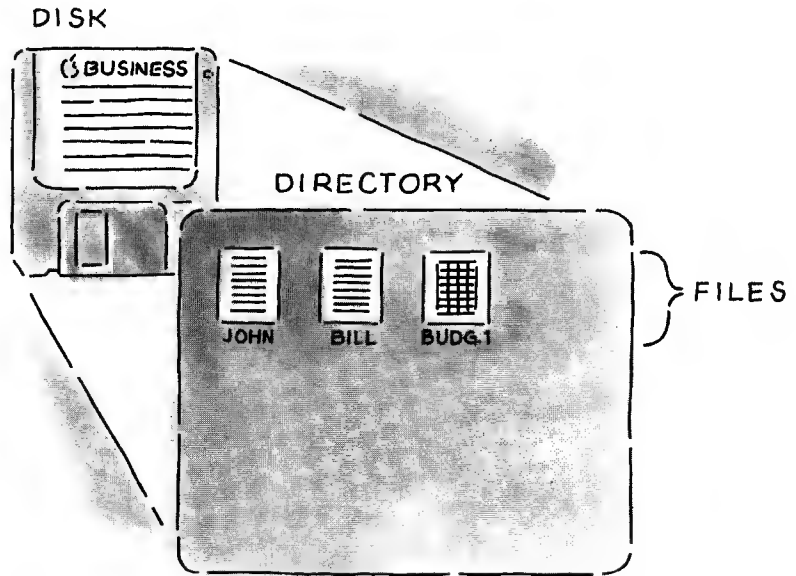 DISK
BUSINESS
DIRECTORY
FILES
JOHN BILL BUDG.1